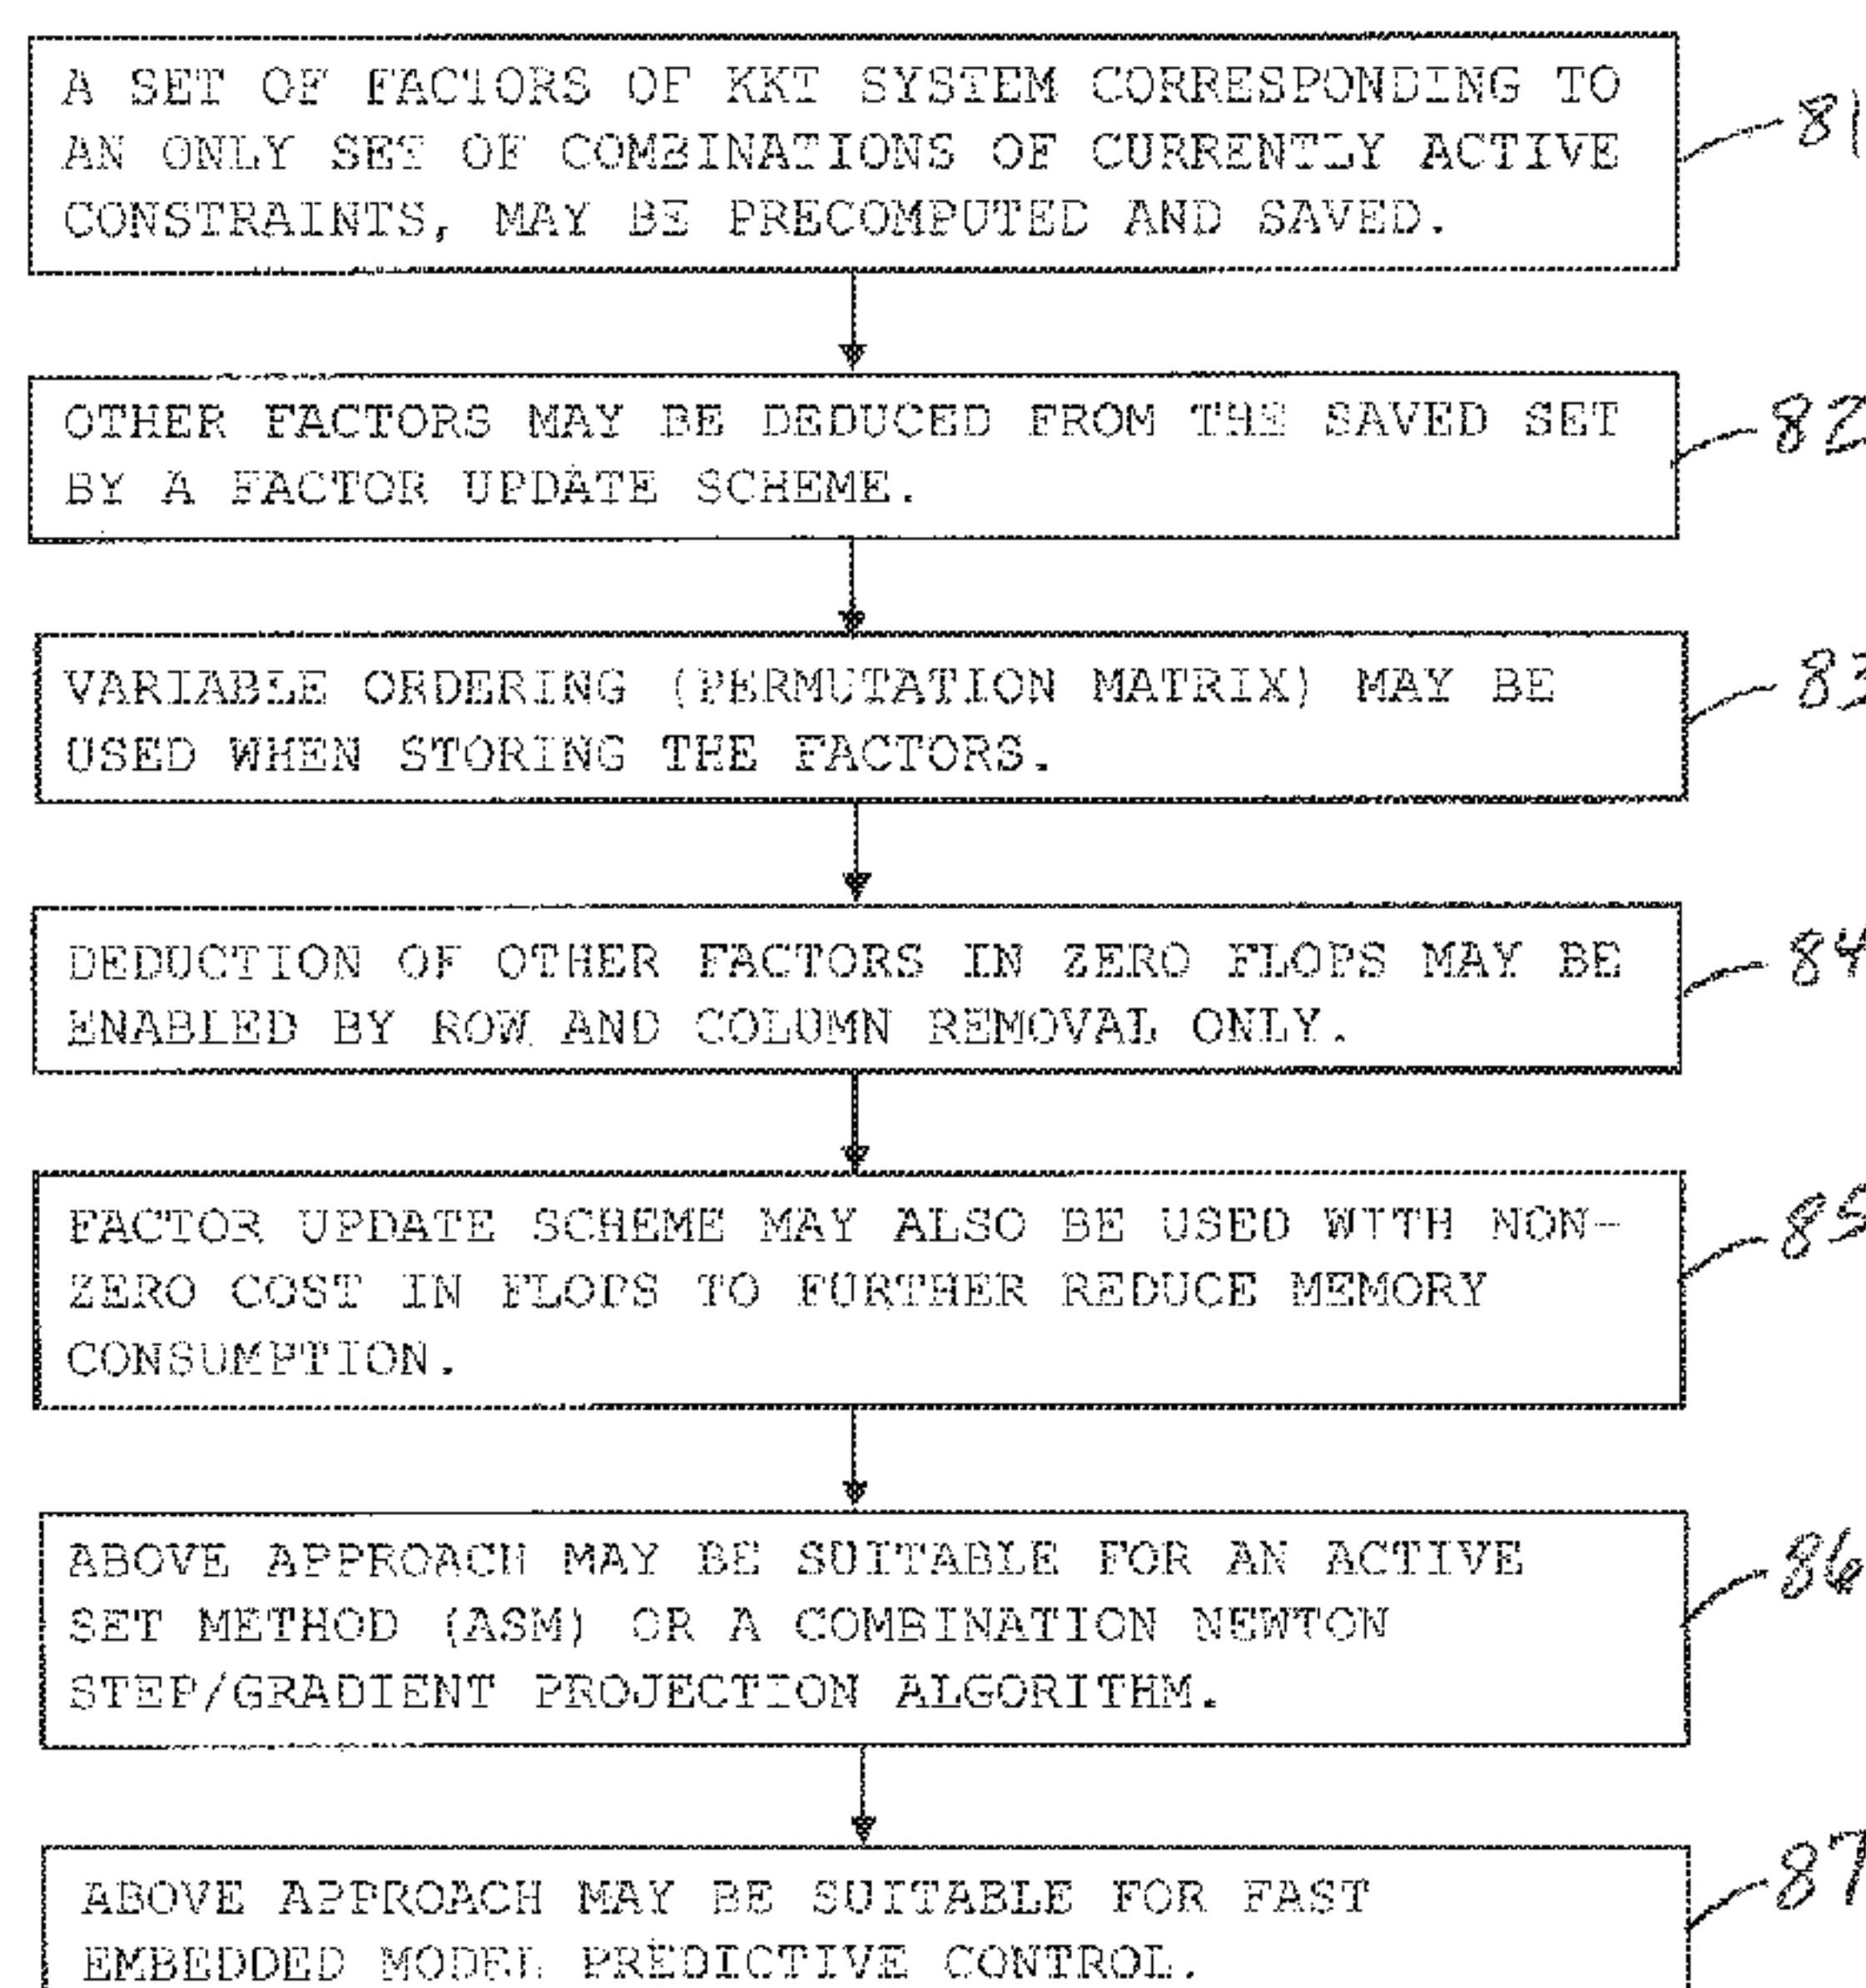 A SET OF FACTORS OF KKT SYSTEM CORRESPONDING TO
AN ONLY SET OF COMBINATIONS OF CURRENTLY ACTIVE
CONSTRAINTS, MAY BE PRECOMPUTED AND SAVED.
81
OTHER FACTORS MAY BE DEDUCED FROM THE SAVED SET
BY A FACTOR UPDATE SCHEME.
82
VARIABLE ORDERING (PERMUTATION MATRIX) MAY BE
USED WHEN STORING THE FACTORS.
83
DEDUCTION OF OTHER FACTORS IN ZERO FLOPS MAY BE
ENABLED BY ROW AND COLUMN REMOVAL ONLY.
84
FACTOR UPDATE SCHEME MAY ALSO BE USED WITH NON-
ZERO COST IN FLOPS TO FURTHER REDUCE MEMORY
CONSUMPTION.
85
ABOVE APPROACH MAY BE SUITABLE FOR AN ACTIVE
SET METHOD (ASM) OR A COMBINATION NEWTON
STEP/GRADIENT PROJECTION ALGORITHM.
86
ABOVE APPROACH MAY BE SUITABLE FOR FAST
EMBEDDED MODEL PREDICTIVE CONTROL.
87